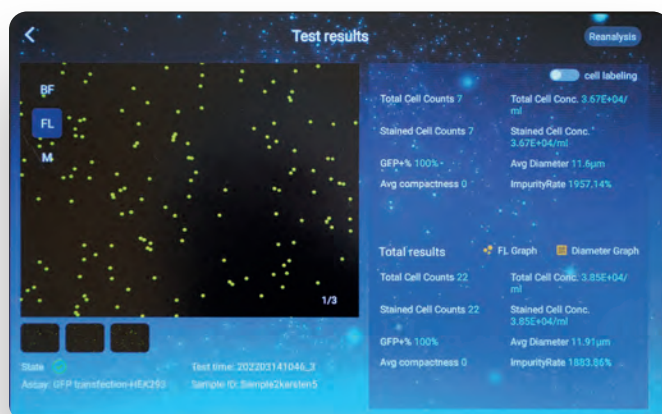 Test results
Reanalysis
BF
FL
M
1/3
cell labeling
Total Cell Counts 7
Total Cell Conc. 3.67E+04/
ml
Stained Cell Counts 7
Stained Cell Conc.
3.67E+04/ml
GFP+% 100%
Avg Diameter 11.6μm
Avg compactness 0
ImpurityRate 1957.14%
Total results
FL Graph
Diameter Graph
Total Cell Counts 22
Total Cell Conc. 3.85E+04/
ml
Stained Cell Counts 22
Stained Cell Conc.
3.85E+04/ml
GFP+% 100%
Avg Diameter 11.91μm
Avg compactness 0
ImpurityRate 1883.86%
State
Test time: 202203141046_3
Assay: GFP transfection-HEK293
Sample ID: Siemple2kersten5